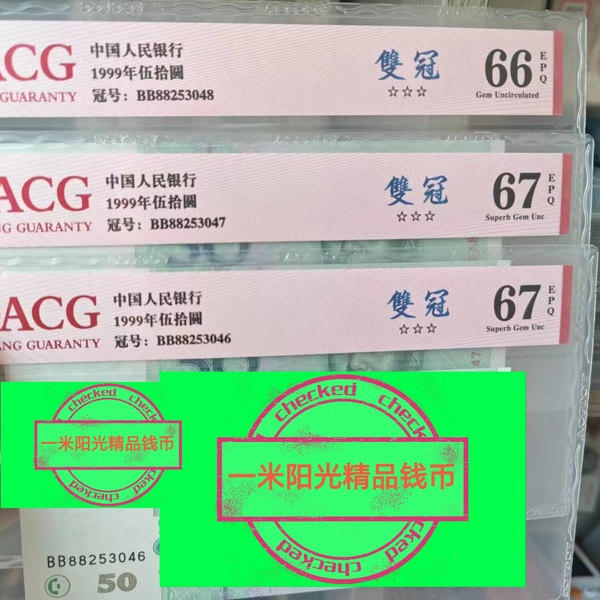 ACG
GUARANTY
中国人民银行
1999年伍拾圆
冠号：BB88253048
雙冠
☆☆☆
66
EPQ
Gem Uncirculated
ACG
NG GUARANTY
中国人民银行
1999年伍拾圆
冠号：BB88253047
雙冠
☆☆☆
67
EPQ
Superb Gem Unc
ACG
ANG GUARANTY
中国人民银行
1999年伍拾圆
冠号：BB88253046
雙冠
☆☆☆
67
EPQ
Superb Gem Unc
47
checked
一米阳光精品钱币
checked
checked
一米阳光精品钱币
checked
BB88253046
50